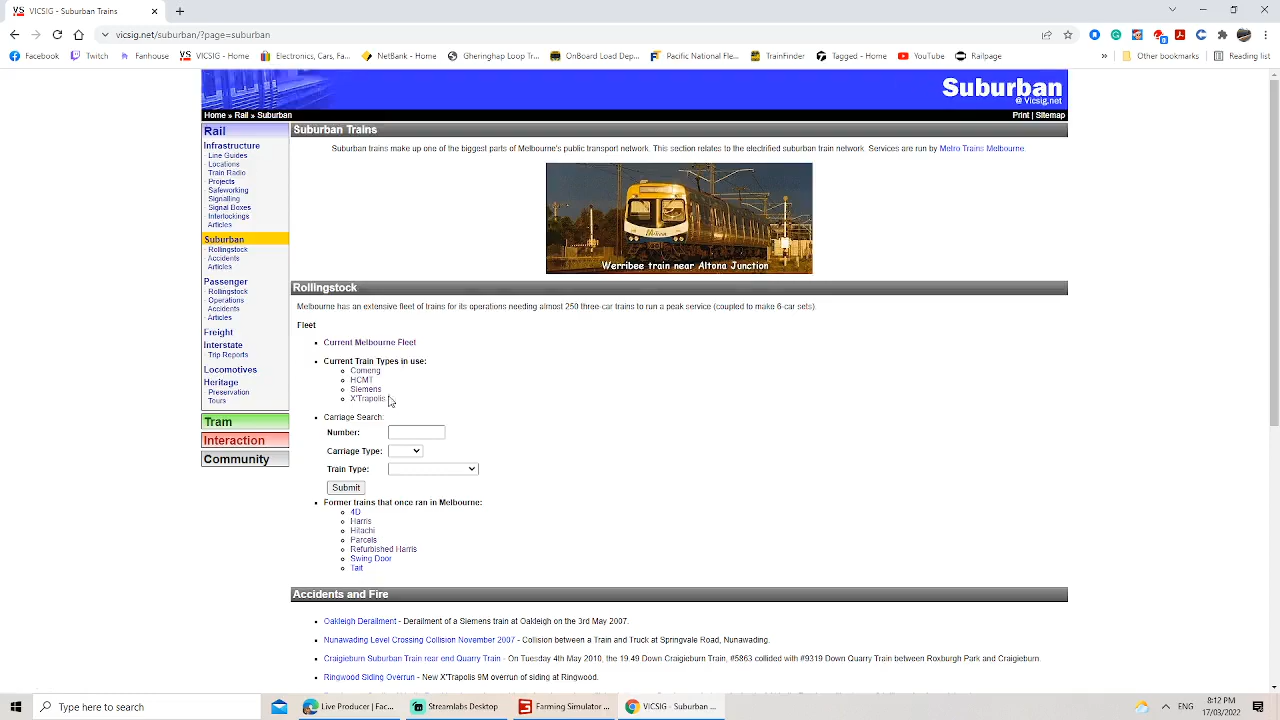 VICSIG - Suburban Trains
vicsig.net/suburban/?page=suburban
Facebook
Twitch
Fanhouse
VICSIG - Home
Electronics, Cars, Fa...
NetBank - Home
Gheringhap Loop Tr...
OnBoard Load Dep...
Pacific National Fle...
TrainFinder
Tagged - Home
YouTube
Railpage
»
Other bookmarks
Reading list
Suburban
@ Vicsig.net
Home » Rail » Suburban
Print | Sitemap
Rail
Infrastructure
Line Guides
Locations
Train Radio
Projects
Safeworking
Signalling
Signal Boxes
Interlockings
Articles
Suburban
Rollingstock
Accidents
Articles
Passenger
Rollingstock
Operations
Accidents
Articles
Freight
Interstate
Trip Reports
Locomotives
Heritage
Preservation
Tours
Tram
Interaction
Community
Suburban Trains
Suburban trains make up one of the biggest parts of Melbourne's public transport network. This section relates to the electrified suburban train network. Services are run by Metro Trains Melbourne.
Werribee train near Altona Junction
Rollingstock
Melbourne has an extensive fleet of trains for its operations needing almost 250 three-car trains to run a peak service (coupled to make 6-car sets)
Fleet
Current Melbourne Fleet
Current Train Types in use:
Comeng
HCMT
Siemens
X'Trapolis
Carriage Search:
Number:
Carriage Type:
Train Type:
Submit
Former trains that once ran in Melbourne:
4D
Harris
Hitachi
Parcels
Refurbished Harris
Swing Door
Tait
Accidents and Fire
Oakleigh Derailment - Derailment of a Siemens train at Oakleigh on the 3rd May 2007.
Nunawading Level Crossing Collision November 2007 - Collision between a Train and Truck at Springvale Road, Nunawading.
Craigieburn Suburban Train rear end Quarry Train - On Tuesday 4th May 2010, the 19.49 Down Craigieburn Train, #5863 collided with #9319 Down Quarry Train between Roxburgh Park and Craigieburn.
Ringwood Siding Overrun - New X'Trapolis 9M overrun of siding at Ringwood.
Type here to search
Live Producer | Fac...
Streamlabs Desktop
Farming Simulator ...
VICSIG - Suburban ...
ENG
8:12 PM
17/03/2022